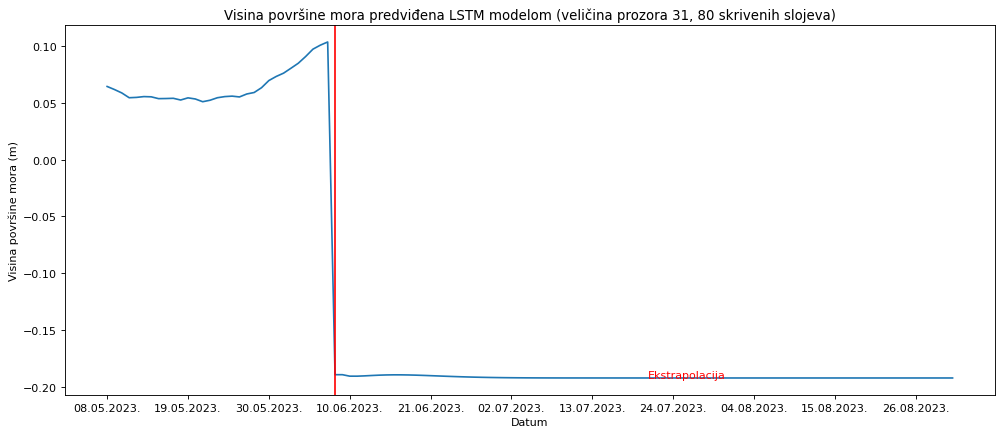 Visina površine mora predviđena LSTM modelom (veličina prozora 31, 80 skrivenih slojeva)
Visina površine mora (m)
0.10
0.05
0.00
−0.05
−0.10
−0.15
−0.20
Ekstrapolacija
08.05.2023. 19.05.2023. 30.05.2023. 10.06.2023. 21.06.2023. 02.07.2023. 13.07.2023. 24.07.2023. 04.08.2023. 15.08.2023. 26.08.2023.
Datum